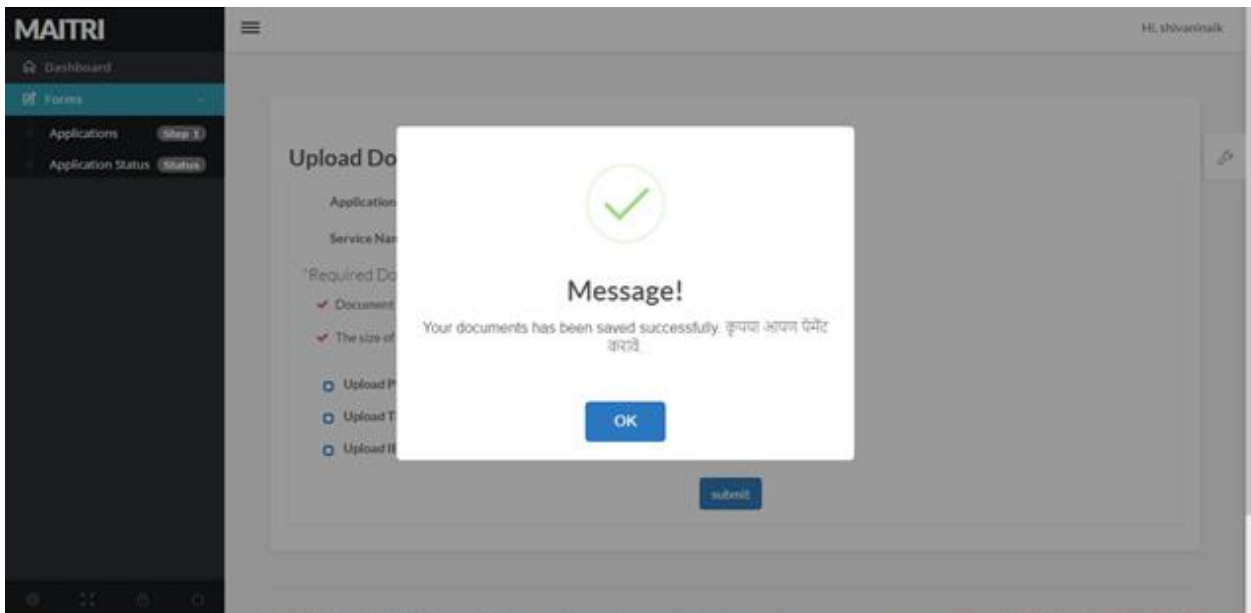 MAITRI
Hi, shivaninaik
Dashboard
Forms
Applications Step 1
Application Status Status
Upload Do
Application
Service Nar
*Required Do
Document
The size of
Upload P
Upload T
Upload IE
Message!
Your documents has been saved successfully. कृपया आपण पेमेंट
करावे.
OK
submit